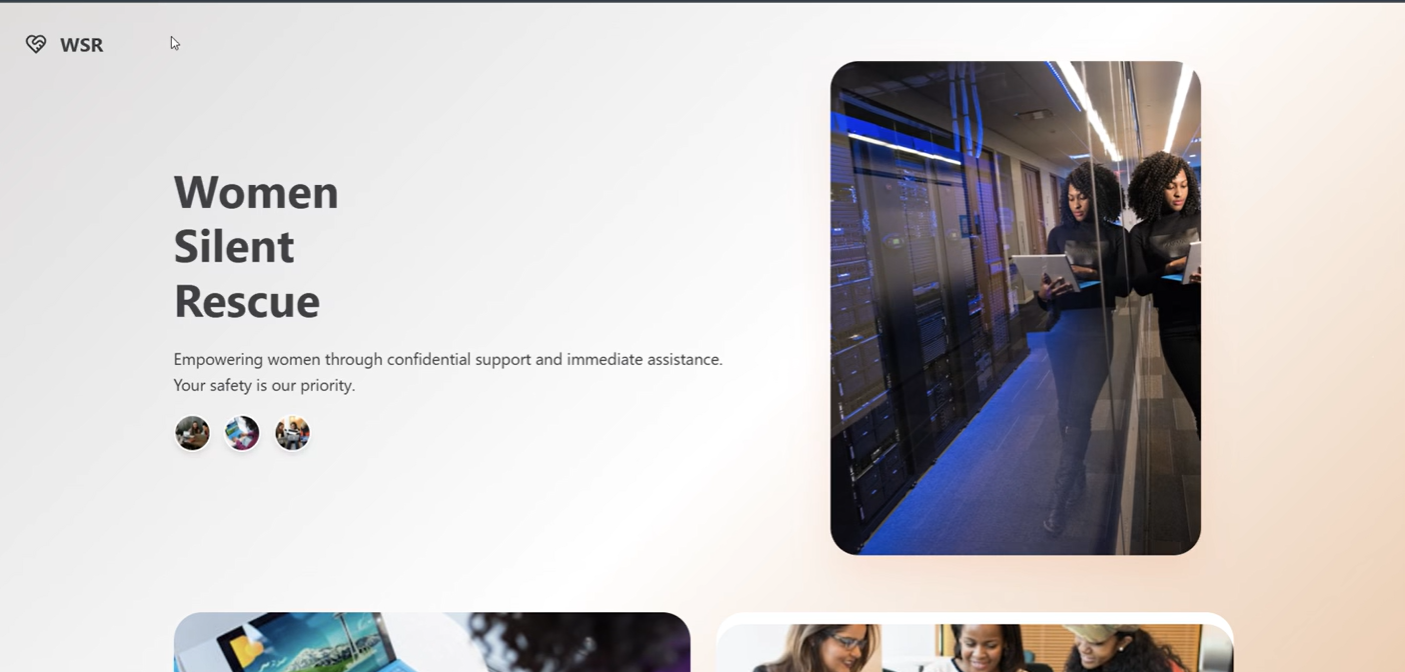 WSR
Women
Silent
Rescue
Empowering women through confidential support and immediate assistance.
Your safety is our priority.